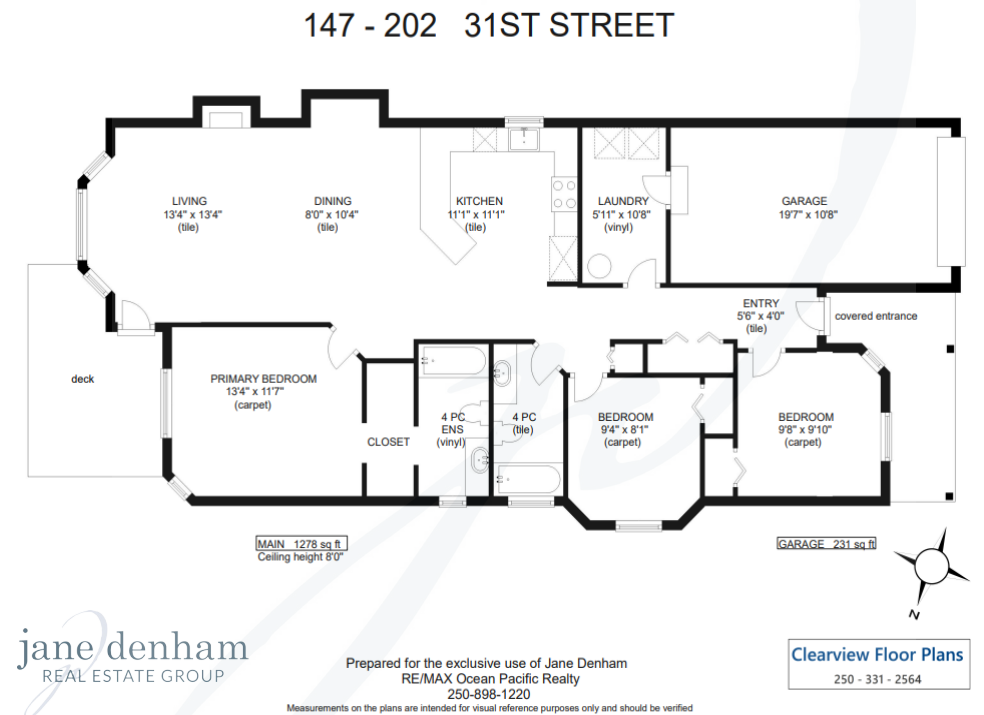 147 - 202 31ST STREET
LIVING
13'4" x 13'4"
(tile)
DINING
8'0" x 10'4"
(tile)
KITCHEN
11'1" x 11'1"
(tile)
LAUNDRY
5'11" x 10'8"
(vinyl)
GARAGE
19'7" x 10'8"
ENTRY
5'6" x 4'0"
(tile)
covered entrance
deck
PRIMARY BEDROOM
13'4" x 11'7"
(carpet)
CLOSET
4 PC
ENS
(vinyl)
4 PC
(tile)
BEDROOM
9'4" x 8'1"
(carpet)
BEDROOM
9'8" x 9'10"
(carpet)
MAIN 1278 sq ft
Ceiling height 8'0"
GARAGE 231 sq ft
N
jane denham
REAL ESTATE GROUP
Prepared for the exclusive use of Jane Denham
RE/MAX Ocean Pacific Realty
250-898-1220
Measurements on the plans are intended for visual reference purposes only and should be verified
Clearview Floor Plans
250 - 331 - 2564